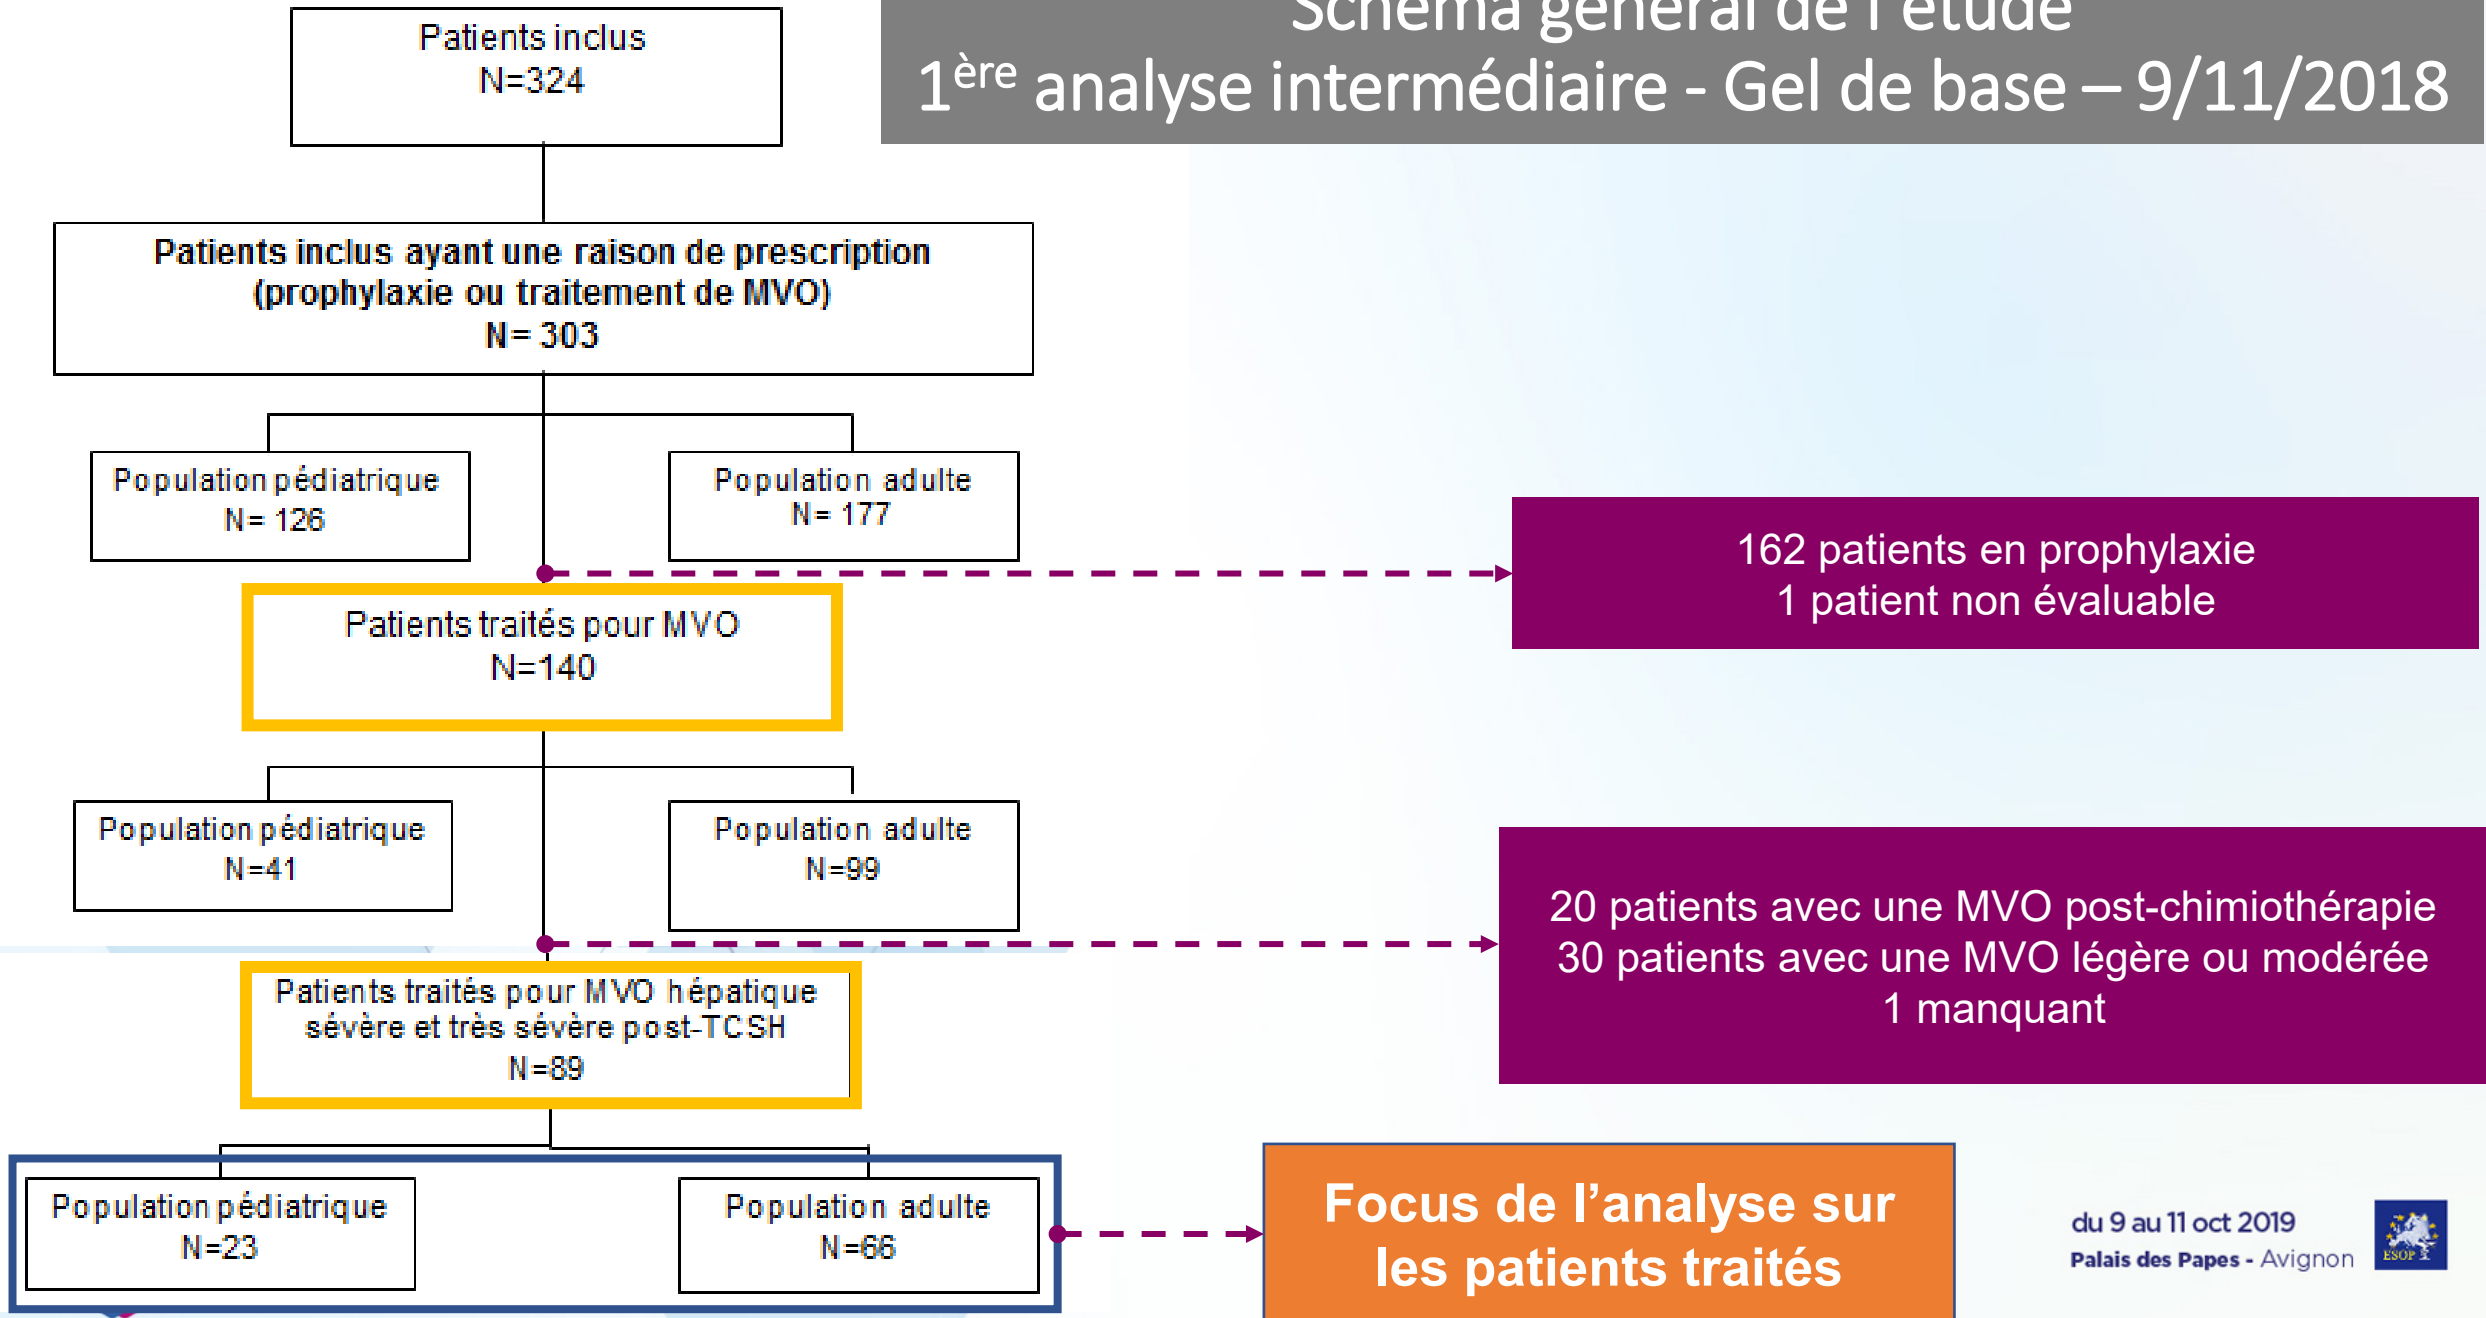 Schéma général de l'étude
1ère analyse intermédiaire - Gel de base – 9/11/2018
Patients inclus
N=324
Patients inclus ayant une raison de prescription
(prophylaxie ou traitement de MVO)
N= 303
Population pédiatrique
N= 126
Population adulte
N= 177
162 patients en prophylaxie
1 patient non évaluable
Patients traités pour MVO
N=140
Population pédiatrique
N=41
Population adulte
N=99
20 patients avec une MVO post-chimiothérapie
30 patients avec une MVO légère ou modérée
1 manquant
Patients traités pour MVO hépatique
sévère et très sévère post-TCSH
N=89
Population pédiatrique
N=23
Population adulte
N=66
Focus de l’analyse sur
les patients traités
du 9 au 11 oct 2019
Palais des Papes - Avignon
ESOP